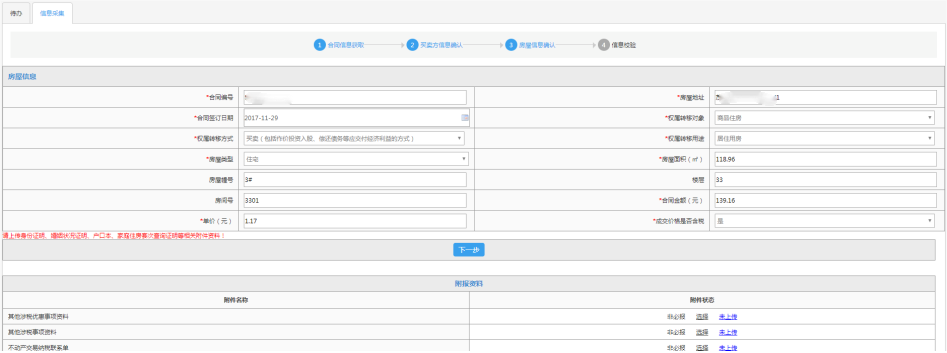 待办 信息采集
1 合同信息获取 2 买卖方信息确认 3 房屋信息确认 4 信息校验
房屋信息
*合同编号 *房屋地址
*合同签订日期 2017-11-29 *权属转移对象 商品住房
*权属转移方式 买卖（包括作价投资入股、偿还债务等应交付经济利益的方式） *权属转移用途 居住用房
*房屋类型 住宅 *房屋面积（㎡） 118.96
房屋幢号 3# 楼层 33
房间号 3301 *合同金额（元） 139.16
*单价（元） 1.17 *成交价格是否含税 是
请上传身份证明、婚姻状况证明、户口本、家庭住房套次查询证明等相关附件资料！
下一步
附报资料
附件名称 附件状态
其他涉税优惠事项资料 非必报 选择 未上传
其他涉税事项资料 非必报 选择 未上传
不动产交易纳税联系单 非必报 选择 未上传